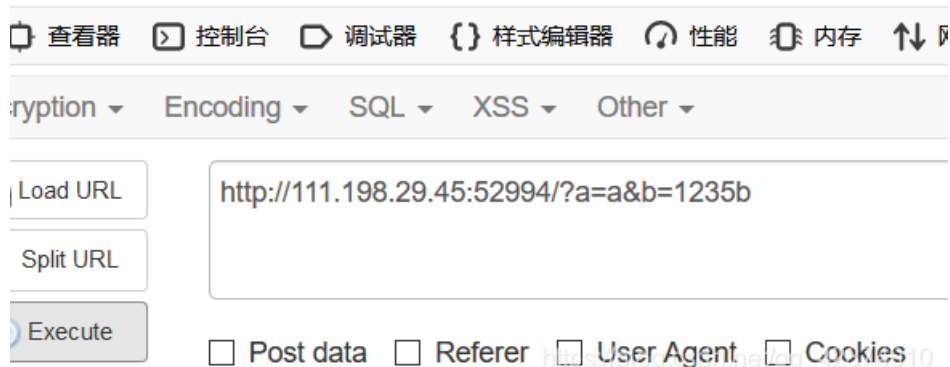 查看器 控制台 调试器 {} 样式编辑器 性能 内存
Encoding SQL XSS Other
Load URL
http://111.198.29.45:52994/?a=a&b=1235b
Split URL
Execute
Post data Referer User Agent Cookies